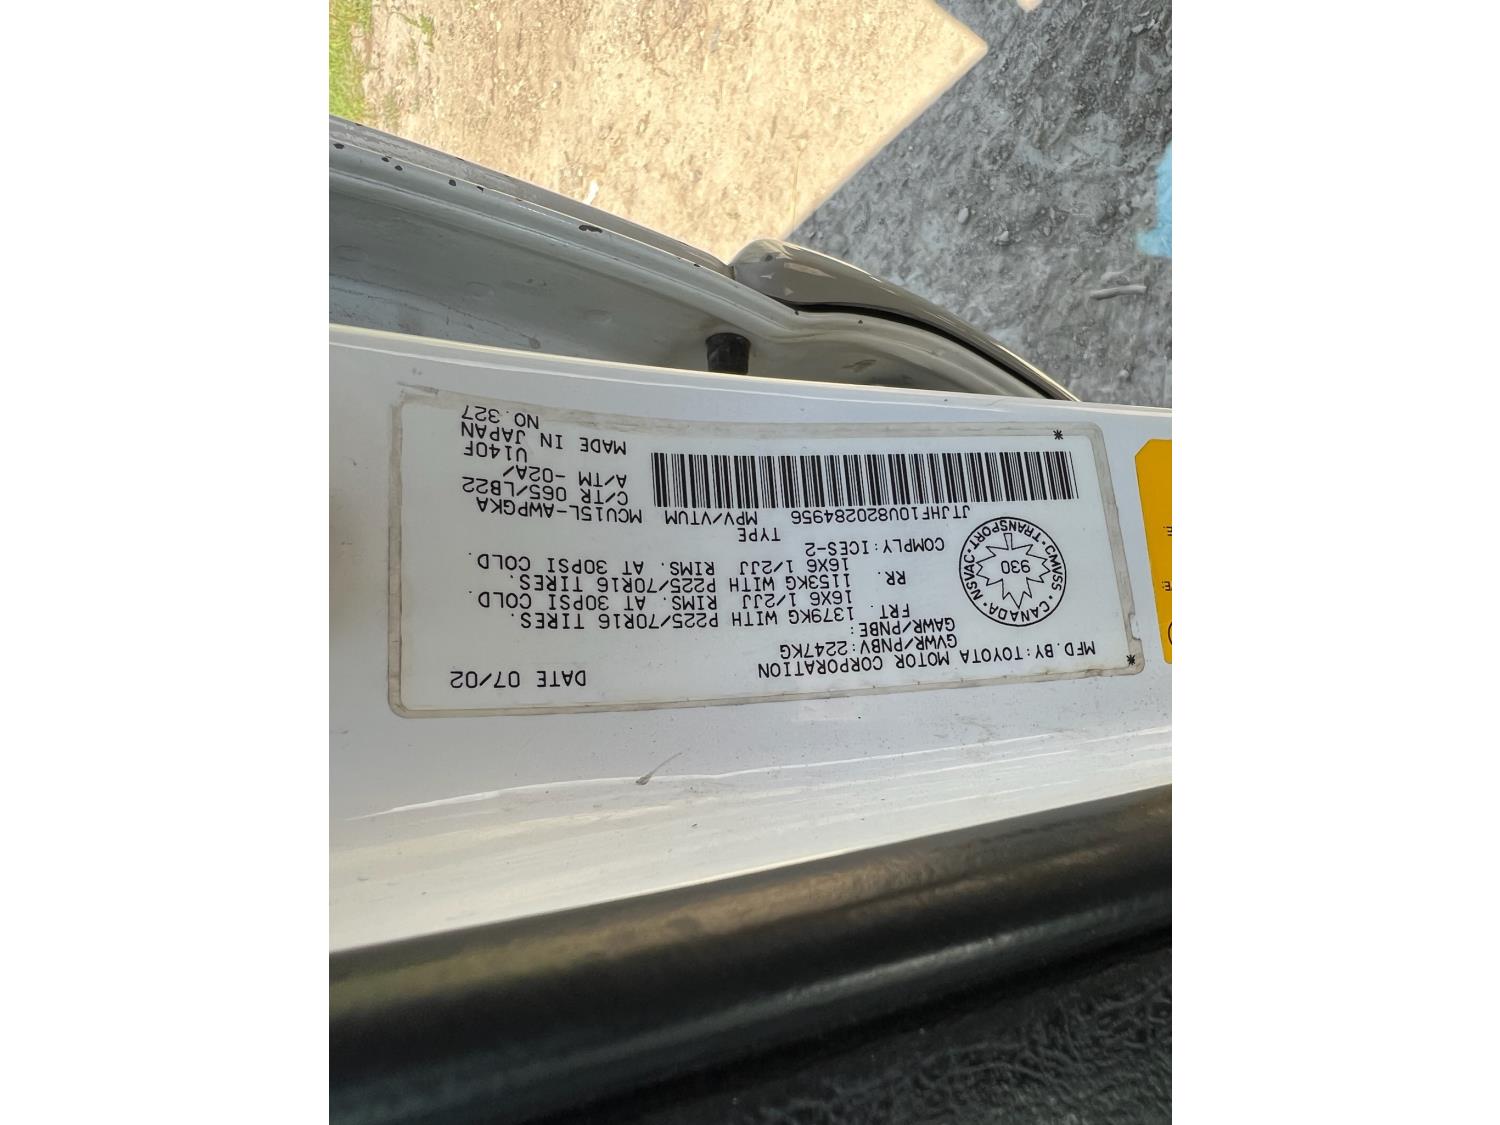 MFD.BY:TOYOTA MOTOR CORPORATION DATE 07/02
GVWR/PNBV:2247KG
GAWR/PNBE:
FRT. 1379KG WITH P225/70R16 TIRES.
16X6 1/2JJ RIMS. AT 30PSI COLD.
RR. 1153KG WITH P225/70R16 TIRES.
16X6 1/2JJ RIMS. AT 30PSI COLD.
COMPLY:ICES-2
CANADA·NSVAC·TRANSPORT·CMVSS·
930
TYPE
JTJHF10U820284956 MPV/VTUM MCU15L-AWPGKA
C/TR 065/LB22
A/TM -02A/U140F
MADE IN JAPAN
NO.327